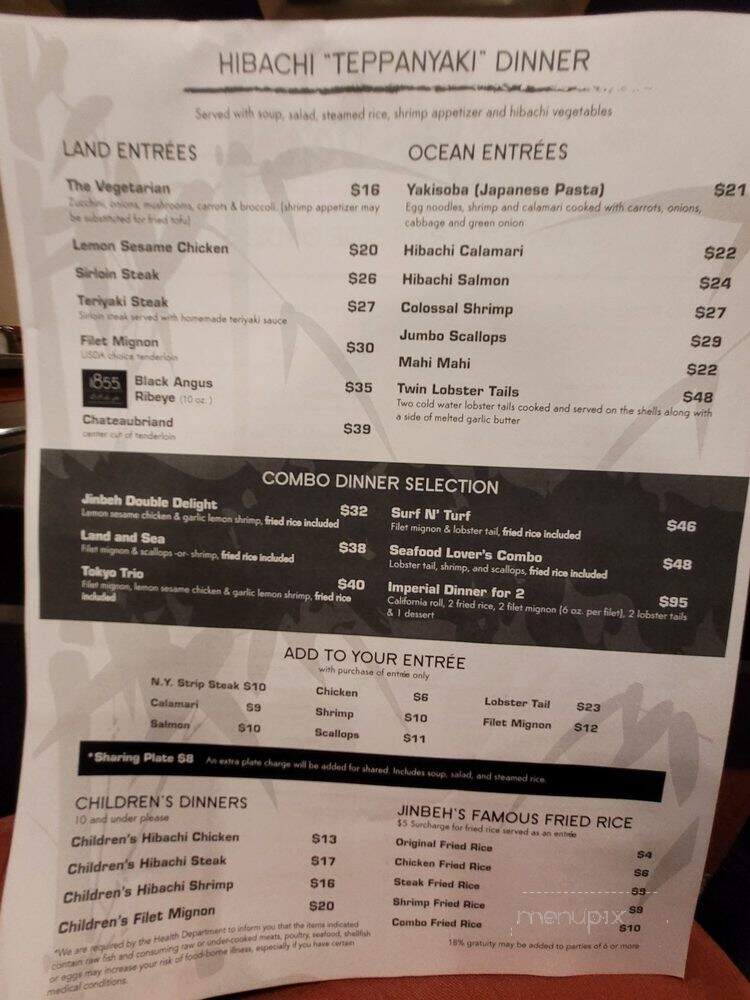 HIBACHI "TEPPANYAKI" DINNER
Served with soup, salad, steamed rice, shrimp appetizer and hibachi vegetables
LAND ENTRÉES
The Vegetarian $16
Zucchini, onions, mushrooms, carrots & broccoli. (shrimp appetizer may
be substituted for fried tofu)
Lemon Sesame Chicken $20
Sirloin Steak $26
Teriyaki Steak $27
Sirloin steak served with homemade teriyaki sauce
Filet Mignon $30
USDA choice tenderloin
1855
Black Angus $35
Ribeye (10 oz.)
Chateaubriand $39
center cut of tenderloin
OCEAN ENTRÉES
Yakisoba (Japanese Pasta) $21
Egg noodles, shrimp and calamari cooked with carrots, onions,
cabbage and green onion
Hibachi Calamari $22
Hibachi Salmon $24
Colossal Shrimp $27
Jumbo Scallops $29
Mahi Mahi $22
Twin Lobster Tails $48
Two cold water lobster tails cooked and served on the shells along with
a side of melted garlic butter
COMBO DINNER SELECTION
Jinbeh Double Delight $32
Lemon sesame chicken & garlic lemon shrimp, fried rice included
Land and Sea $38
Filet mignon & scallops -or- shrimp, fried rice included
Tokyo Trio $40
Filet mignon, lemon sesame chicken & garlic lemon shrimp, fried rice
included
Surf N' Turf $46
Filet mignon & lobster tail, fried rice included
Seafood Lover's Combo $48
Lobster tail, shrimp, and scallops, fried rice included
Imperial Dinner for 2 $95
California roll, 2 fried rice, 2 filet mignon (6 oz. per filet), 2 lobster tails
& 1 dessert
ADD TO YOUR ENTRÉE
with purchase of entrée only
N.Y. Strip Steak $10
Calamari $9
Salmon $10
Chicken $6
Shrimp $10
Scallops $11
Lobster Tail $23
Filet Mignon $12
*Sharing Plate $8 An extra plate charge will be added for shared. Includes soup, salad, and steamed rice.
CHILDREN'S DINNERS
10 and under please
Children's Hibachi Chicken $13
Children's Hibachi Steak $17
Children's Hibachi Shrimp $16
Children's Filet Mignon $20
*We are required by the Health Department to inform you that the items indicated
contain raw fish and consuming raw or under-cooked meats, poultry, seafood, shellfish
or eggs may increase your risk of food-borne illness, especially if you have certain
medical conditions.
JINBEH'S FAMOUS FRIED RICE
$5 Surcharge for fried rice served as an entrée
Original Fried Rice $4
Chicken Fried Rice $6
Steak Fried Rice $9
Shrimp Fried Rice $9
Combo Fried Rice $10
18% gratuity may be added to parties of 6 or more
menupix